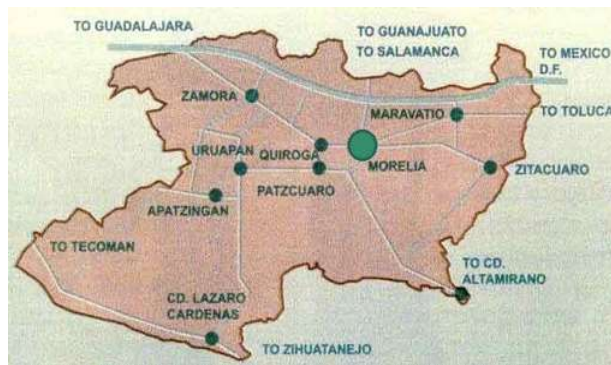 TO GUADALAJARA
TO GUANAJUATO
TO SALAMANCA
TO MEXICO
D.F.
ZAMORA
MARAVATIO
TO TOLUCA
URUAPAN
QUIROGA
MORELIA
ZITACUARO
PATZCUARO
APATZINGAN
TO TECOMAN
TO CD.
ALTAMIRANO
CD. LAZARO
CARDENAS
TO ZIHUATANEJO